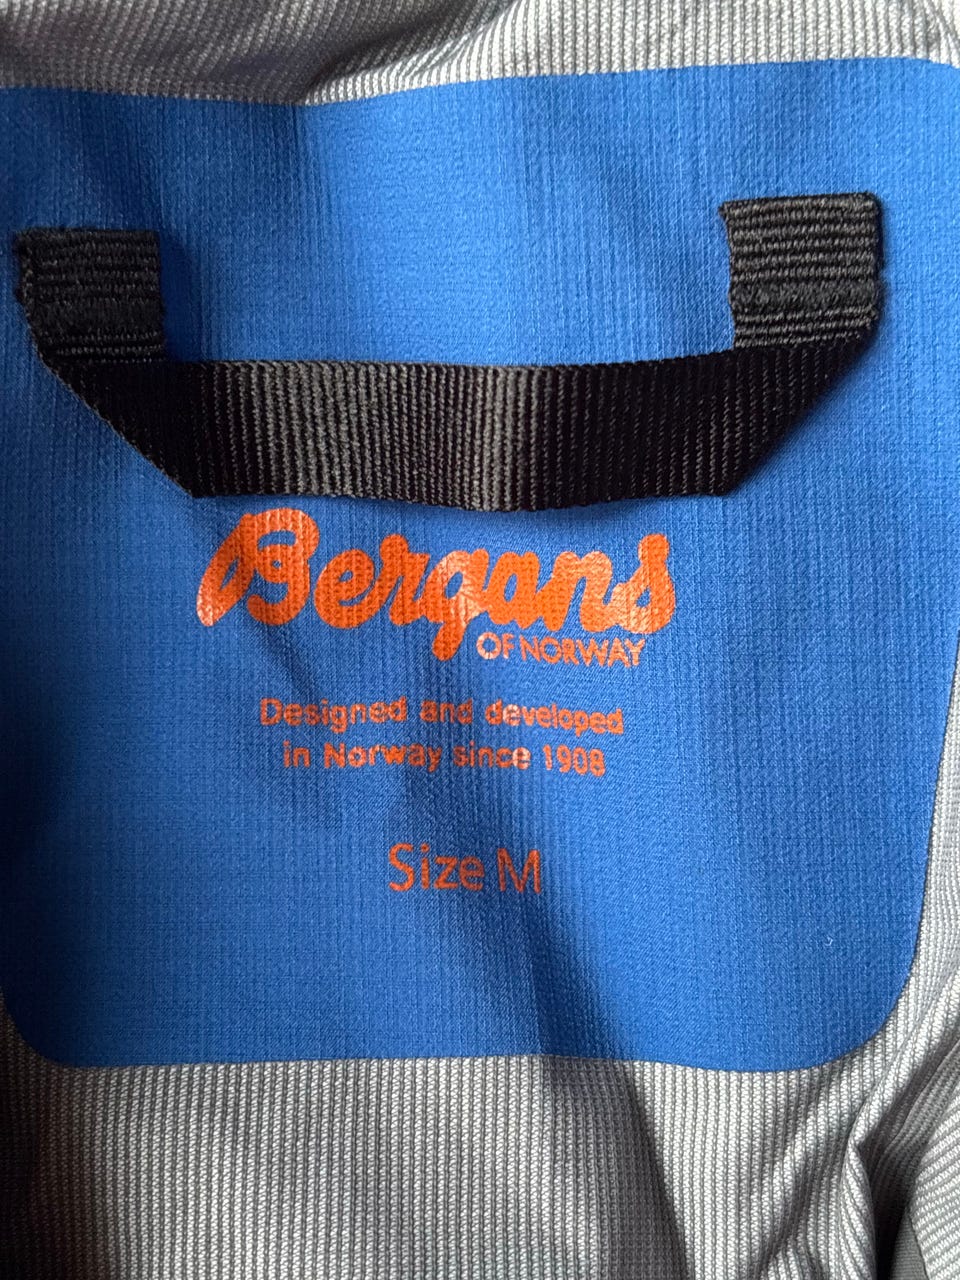 Bergans
OF NORWAY
Designed and developed
in Norway since 1908
Size M